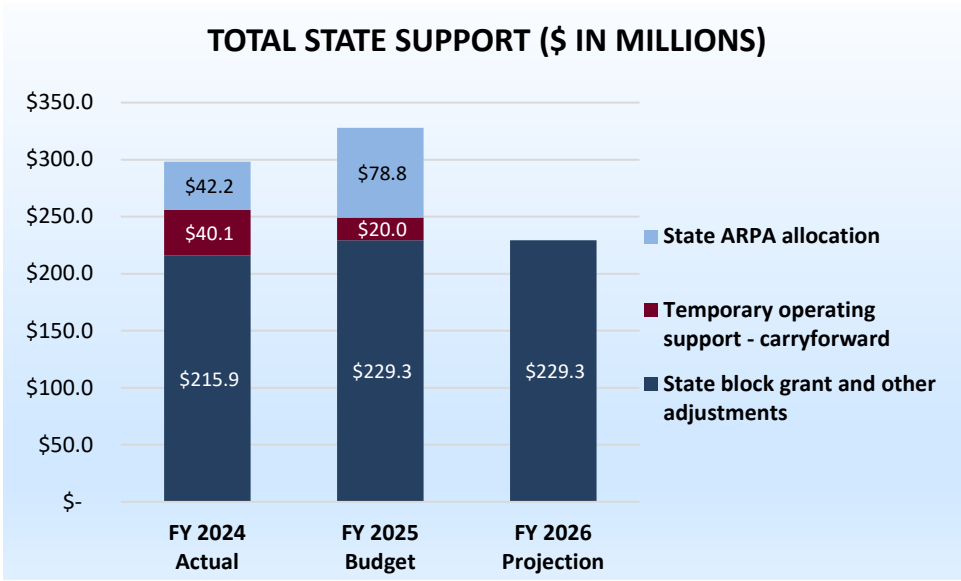 TOTAL STATE SUPPORT ($ IN MILLIONS)
$350.0
$300.0
$250.0
$200.0
$150.0
$100.0
$50.0
$-
$42.2
$40.1
$215.9
$78.8
$20.0
$229.3
$229.3
FY 2024
Actual
FY 2025
Budget
FY 2026
Projection
State ARPA allocation
Temporary operating
support - carryforward
State block grant and other
adjustments